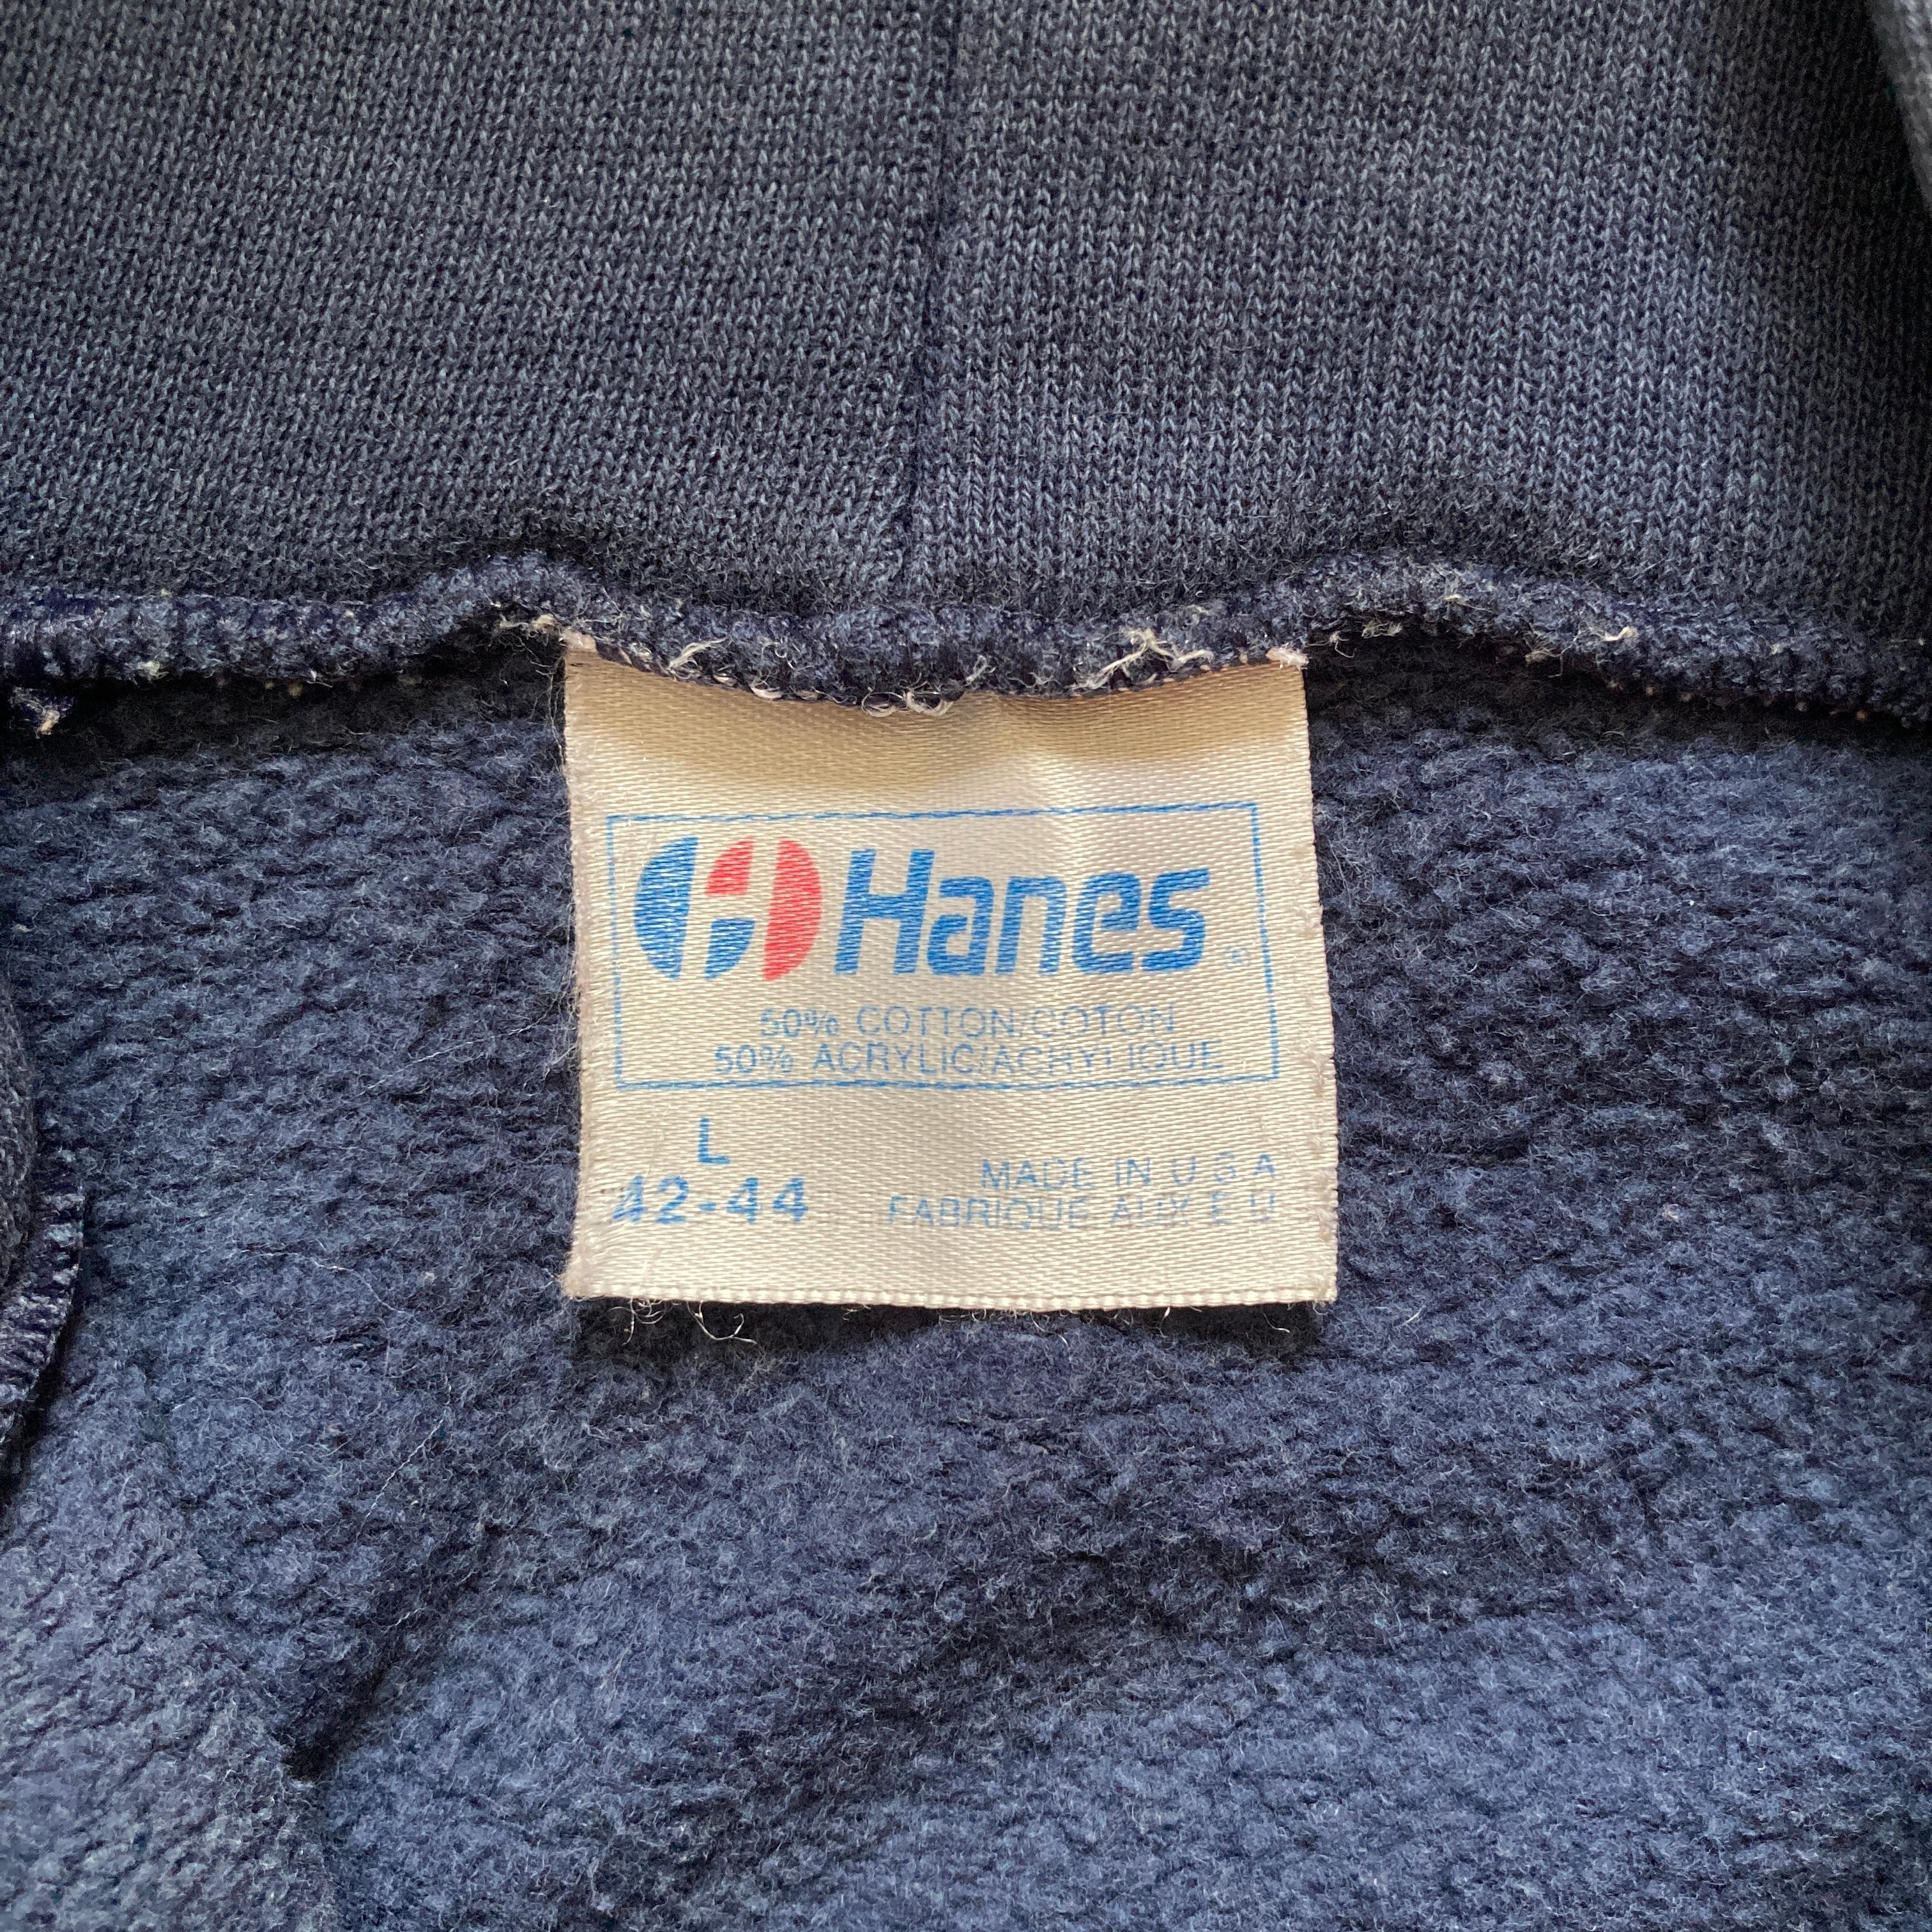 Hanes ®
50% COTTON/COTON
50% ACRYLIC/ACRYLIQUE
L
42-44
MADE IN U S A
FABRIQUE AUX E U